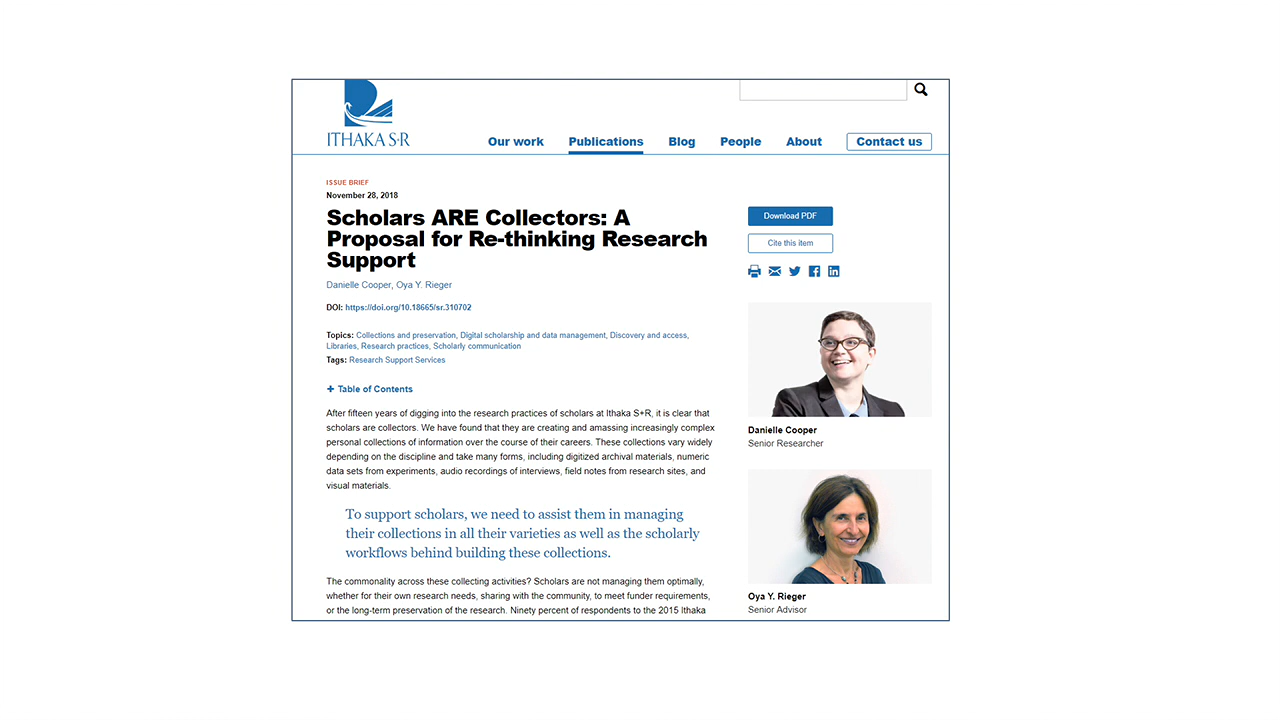 ITHAKA S·R
Our work Publications Blog People About Contact us
ISSUE BRIEF
November 28, 2018
Scholars ARE Collectors: A
Proposal for Re-thinking Research
Support
Danielle Cooper, Oya Y. Rieger
DOI: https://doi.org/10.18665/sr.310702
Topics: Collections and preservation, Digital scholarship and data management, Discovery and access,
Libraries, Research practices, Scholarly communication
Tags: Research Support Services
+ Table of Contents
After fifteen years of digging into the research practices of scholars at Ithaka S+R, it is clear that
scholars are collectors. We have found that they are creating and amassing increasingly complex
personal collections of information over the course of their careers. These collections vary widely
depending on the discipline and take many forms, including digitized archival materials, numeric
data sets from experiments, audio recordings of interviews, field notes from research sites, and
visual materials.
To support scholars, we need to assist them in managing
their collections in all their varieties as well as the scholarly
workflows behind building these collections.
The commonality across these collecting activities? Scholars are not managing them optimally,
whether for their own research needs, sharing with the community, to meet funder requirements,
or the long-term preservation of the research. Ninety percent of respondents to the 2015 Ithaka
Download PDF
Cite this item
Danielle Cooper
Senior Researcher
Oya Y. Rieger
Senior Advisor